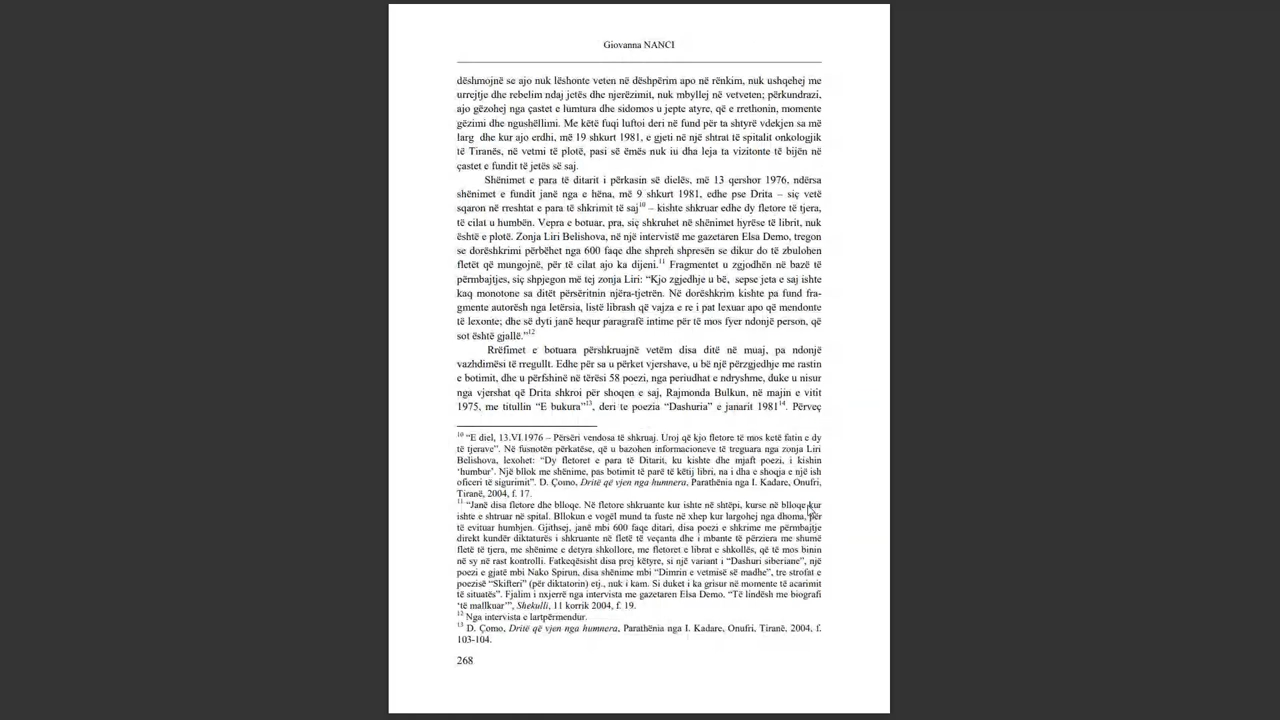 Giovanna NANCI
dëshmojnë se ajo nuk lëshonte veten në dëshpërim apo në rënkim, nuk ushqehej me
urrejtje dhe rebelim ndaj jetës dhe njerëzimit, nuk mbyllej në vetveten; përkundrazi,
ajo gëzohej nga çastet e lumtura dhe sidomos u jepte atyre, që e rrethonin, momente
gëzimi dhe ngushëllimi. Me këtë fuqi luftoi deri në fund për ta shtyrë vdekjen sa më
larg dhe kur ajo erdhi, më 19 shkurt 1981, e gjeti në një shtrat të spitalit onkologjik
të Tiranës, në vetmi të plotë, pasi së ëmës nuk iu dha leja ta vizitonte të bijën në
çastet e fundit të jetës së saj.
Shënimet e para të ditarit i përkasin së dielës, më 13 qershor 1976, ndërsa
shënimet e fundit janë nga e hëna, më 9 shkurt 1981, edhe pse Drita – siç vetë
sqaron në rreshtat e para të shkrimit të saj10 – kishte shkruar edhe dy fletore të tjera,
të cilat u humbën. Vepra e botuar, pra, siç shkruhet në shënimet hyrëse të librit, nuk
është e plotë. Zonja Liri Belishova, në një intervistë me gazetaren Elsa Demo, tregon
se dorëshkrimi përbëhet nga 600 faqe dhe shpreh shpresën se dikur do të zbulohen
fletët që mungojnë, për të cilat ajo ka dijeni.11 Fragmentet u zgjodhën në bazë të
përmbajtjes, siç shpjegon më tej zonja Liri: “Kjo zgjedhje u bë, sepse jeta e saj ishte
kaq monotone sa ditët përsëritnin njëra-tjetrën. Në dorëshkrim kishte pa fund fra-
gmente autorësh nga letërsia, listë librash që vajza e re i pat lexuar apo që mendonte
të lexonte; dhe së dyti janë hequr paragrafë intime për të mos fyer ndonjë person, që
sot është gjallë.”12
Rrëfimet e botuara përshkruajnë vetëm disa ditë në muaj, pa ndonjë
vazhdimësi të rregullt. Edhe për sa u përket vjershave, u bë një përzgjedhje me rastin
e botimit, dhe u përfshinë në tërësi 58 poezi, nga periudhat e ndryshme, duke u nisur
nga vjershat që Drita shkroi për shoqen e saj, Rajmonda Bulkun, në majin e vitit
1975, me titullin “E bukura”13, deri te poezia “Dashuria” e janarit 198114. Përveç
10 “E diel, 13.VI.1976 – Përsëri vendosa të shkruaj. Uroj që kjo fletore të mos ketë fatin e dy
të tjerave”. Në fusnotën përkatëse, që u bazohen informacioneve të treguara nga zonja Liri
Belishova, lexohet: “Dy fletoret e para të Ditarit, ku kishte dhe mjaft poezi, i kishin
‘humbur’. Një bllok me shënime, pas botimit të parë të këtij libri, na i dha e shoqja e një ish
oficeri të sigurimit”. D. Çomo, Dritë që vjen nga humnera, Parathënia nga I. Kadare, Onufri,
Tiranë, 2004, f. 17.
11 “Janë disa fletore dhe blloqe. Në fletore shkruante kur ishte në shtëpi, kurse në blloqe kur
ishte e shtruar në spital. Bllokun e vogël mund ta fuste në xhep kur largohej nga dhoma, për
të evituar humbjen. Gjithsej, janë mbi 600 faqe ditari, disa poezi e shkrime me përmbajtje
direkt kundër diktaturës i shkruante në fletë të veçanta dhe i mbante të përziera me shumë
fletë të tjera, me shënime e detyra shkollore, me fletoret e librat e shkollës, që të mos binin
në sy në rast kontrolli. Fatkeqësisht disa prej këtyre, si një variant i “Dashuri siberiane”, një
poezi e gjatë mbi Nako Spirun, disa shënime mbi “Dimrin e vetmisë së madhe”, tre strofat e
poezisë “Skifteri” (për diktatorin) etj., nuk i kam. Si duket i ka grisur në momente të acarimit
të situatës”. Fjalim i nxjerrë nga intervista me gazetaren Elsa Demo. “Të lindësh me biografi
‘të mallkuar’”, Shekulli, 11 korrik 2004, f. 19.
12 Nga intervista e lartpërmendur.
13 D. Çomo, Dritë që vjen nga humnera, Parathënia nga I. Kadare, Onufri, Tiranë, 2004, f.
103-104.
268